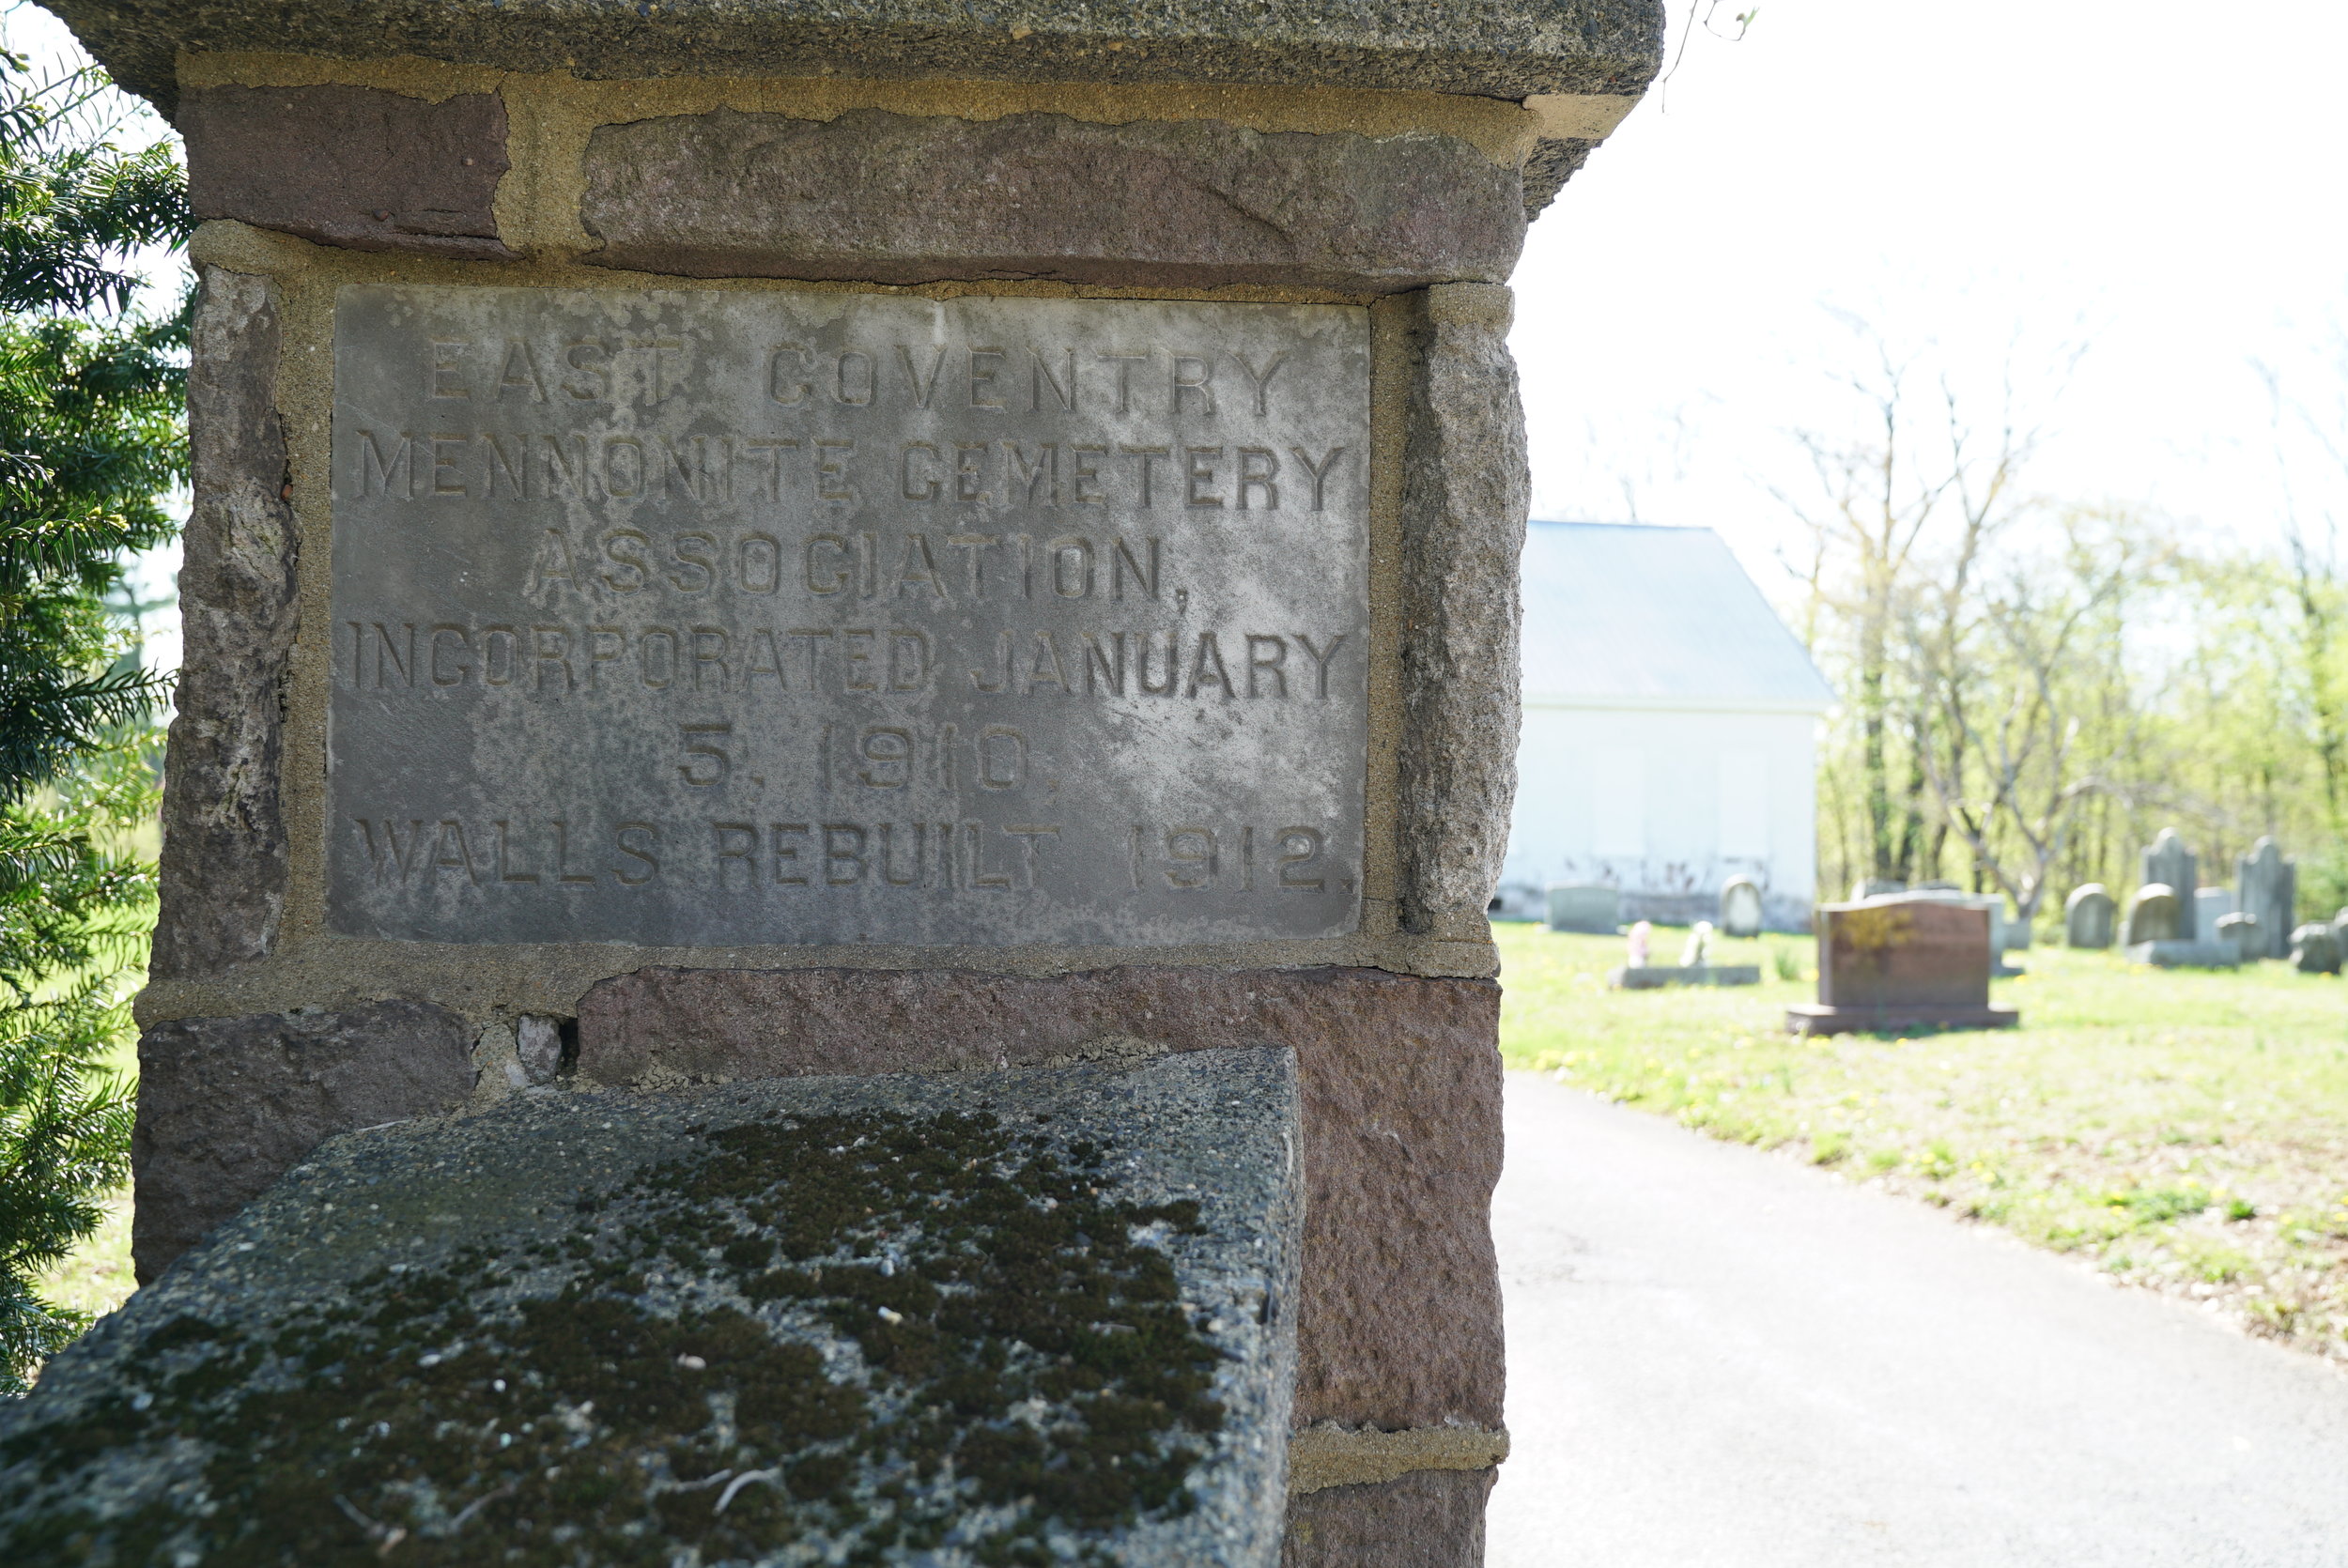 EAST COVENTRY
MENNONITE CEMETERY
ASSOCIATION,
INCORPORATED JANUARY
5. 1910.
WALLS REBUILT 1912.